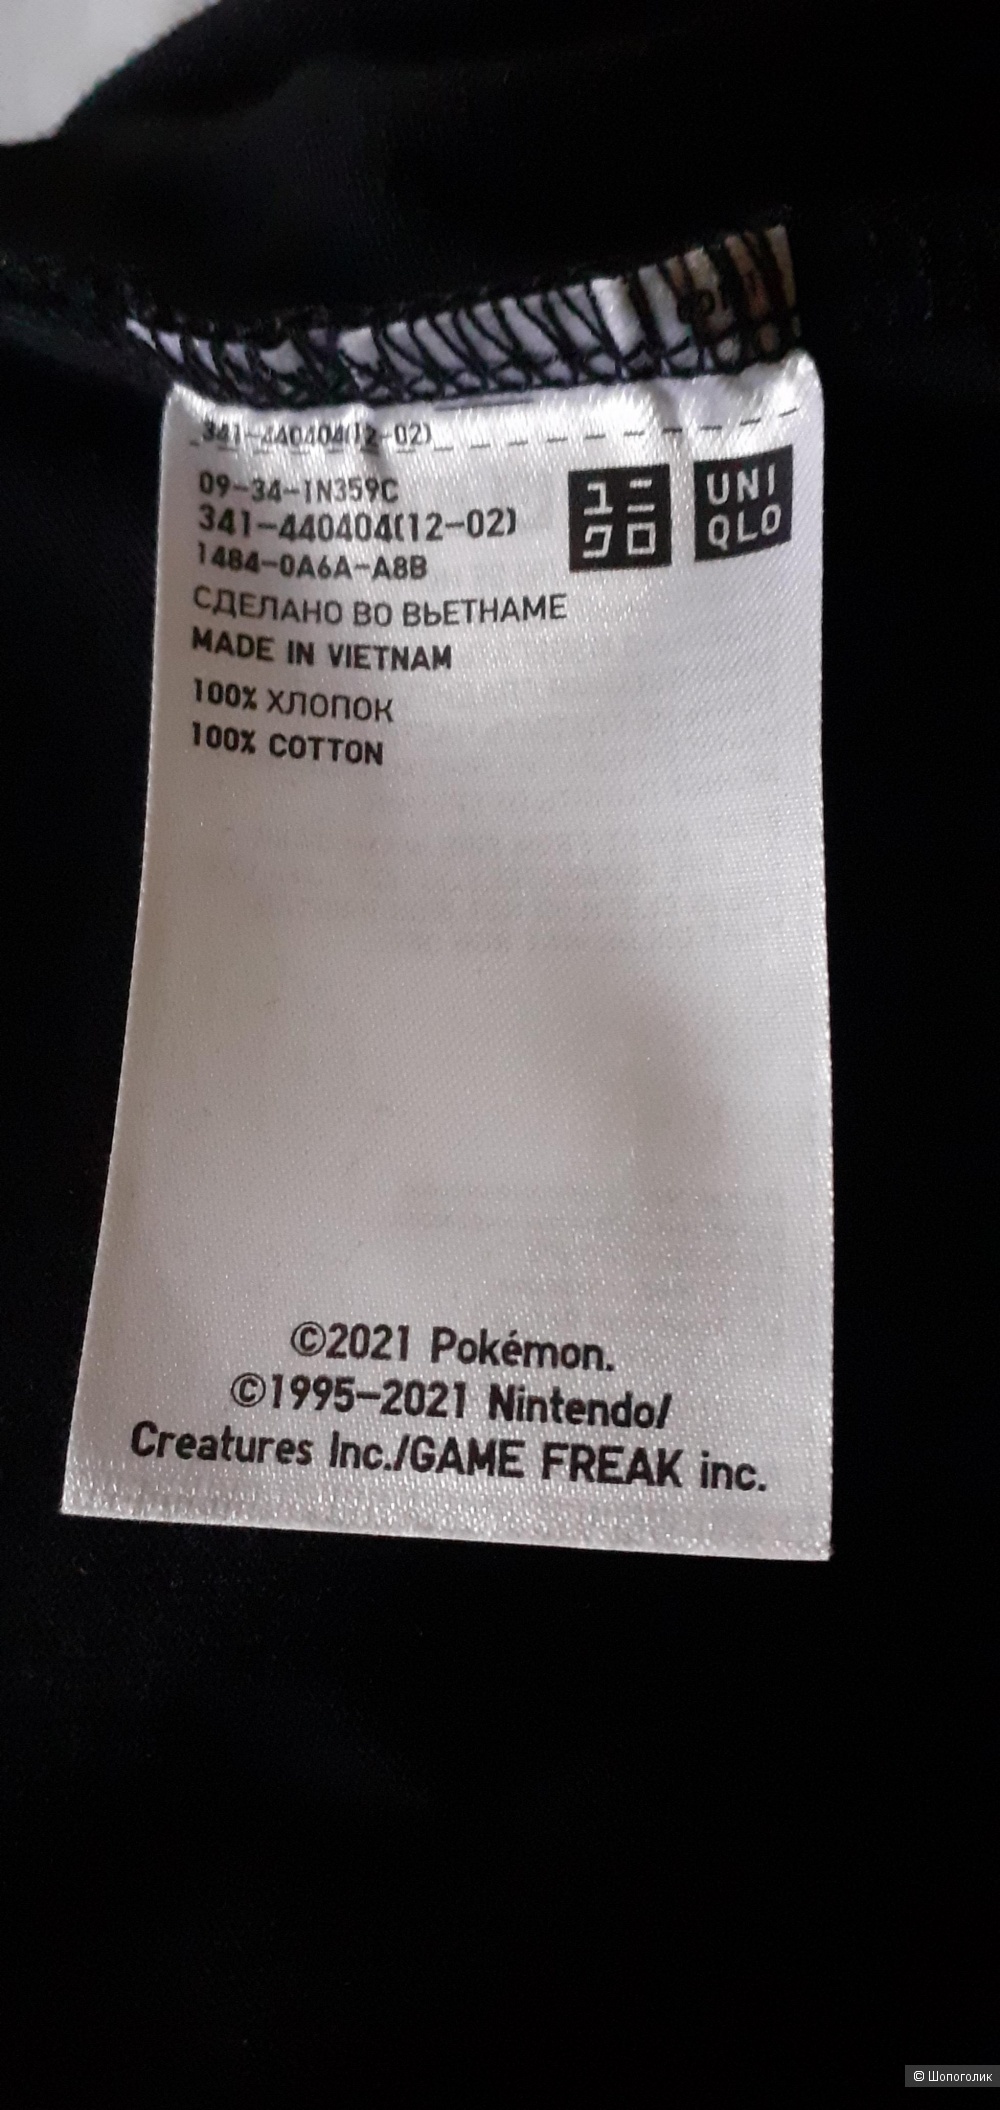 341-440404(12-02)
09-34-1N359C
341-440404(12-02)
1484-0A6A-A8B
ユニ
クロ
UNI
QLO
СДЕЛАНО ВО ВЬЕТНАМЕ
MADE IN VIETNAM
100% ХЛОПОК
100% COTTON
©2021 Pokémon.
©1995-2021 Nintendo/
Creatures Inc./GAME FREAK inc.
© Шопоголик